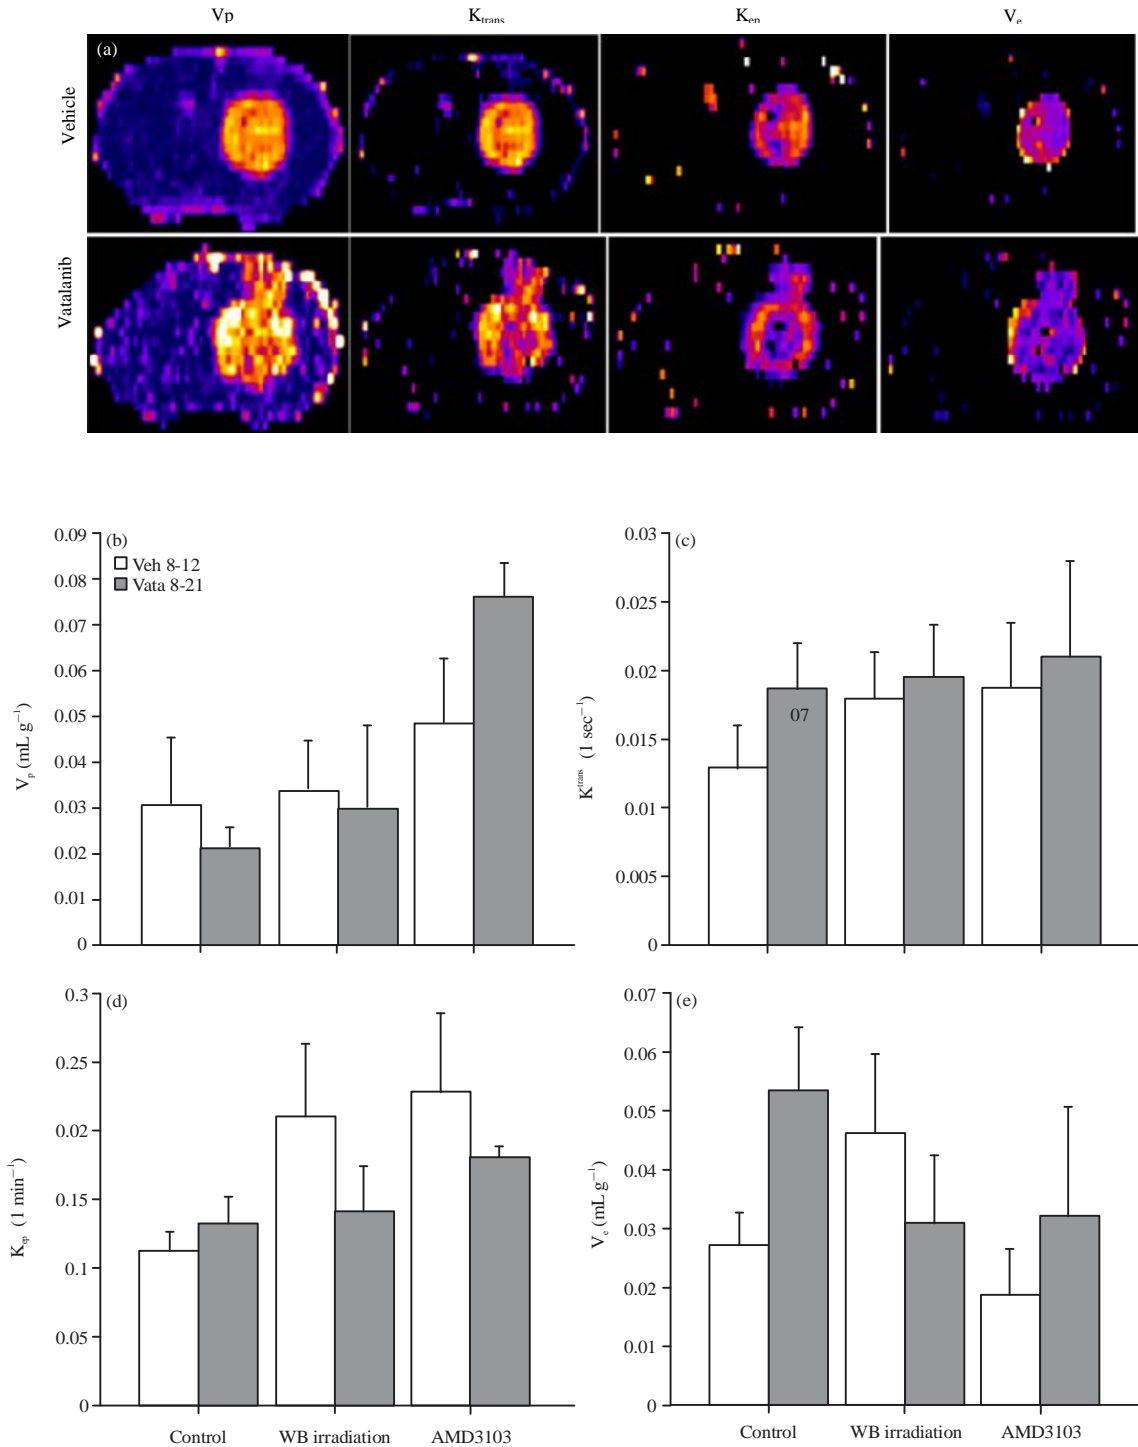 Vp K trans K ep V e
(a)
Vehicle
Vatalanib
(b)
Veh 8-12
Vata 8-21
0.09
0.08
0.07
0.06
0.05
0.04
0.03
0.02
0.01
0
Vp (mL g−1)
(c)
0.03
0.025
0.02
0.015
0.01
0.005
0
07
Ktrans (1 sec−1)
(d)
0.3
0.25
0.02
0.15
0.1
0.05
0
Kep (1 min−1)
Control WB irradiation AMD3103
(e)
0.07
0.06
0.05
0.04
0.03
0.02
0.01
0
Ve (mL g−1)
Control WB irradiation AMD3103